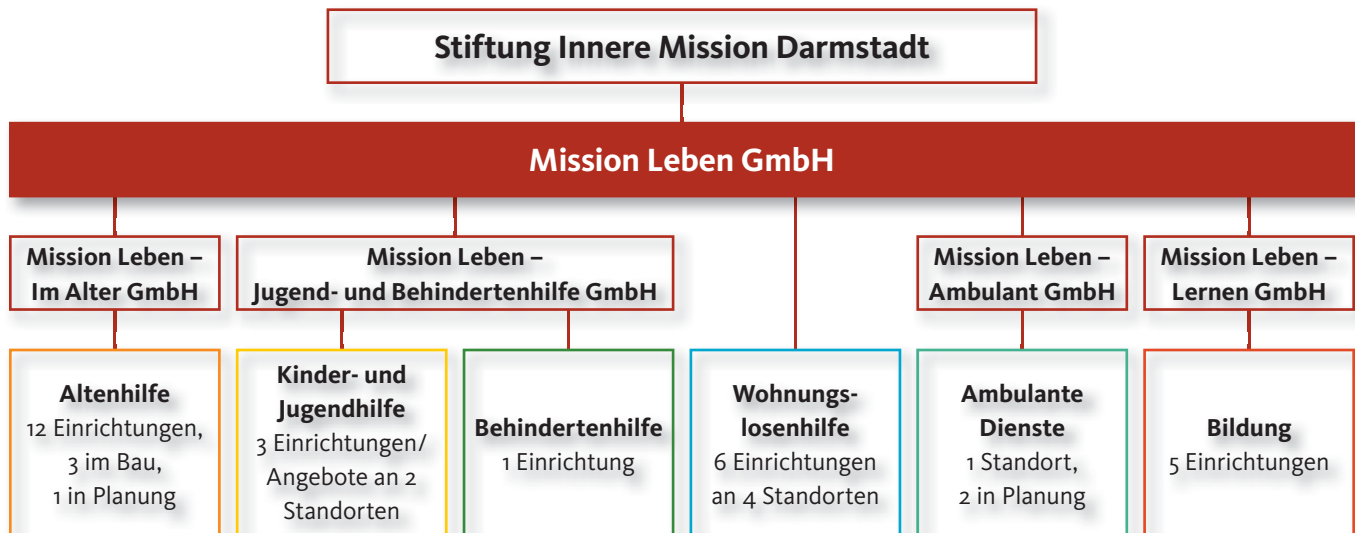 Stiftung Innere Mission Darmstadt
Mission Leben GmbH
Mission Leben –
Im Alter GmbH
Mission Leben –
Jugend- und Behindertenhilfe GmbH
Mission Leben –
Ambulant GmbH
Mission Leben –
Lernen GmbH
Altenhilfe
12 Einrichtungen,
3 im Bau,
1 in Planung
Kinder- und
Jugendhilfe
3 Einrichtungen/
Angebote an 2
Standorten
Behindertenhilfe
1 Einrichtung
Wohnungs-
losenhilfe
6 Einrichtungen
an 4 Standorten
Ambulante
Dienste
1 Standort,
2 in Planung
Bildung
5 Einrichtungen